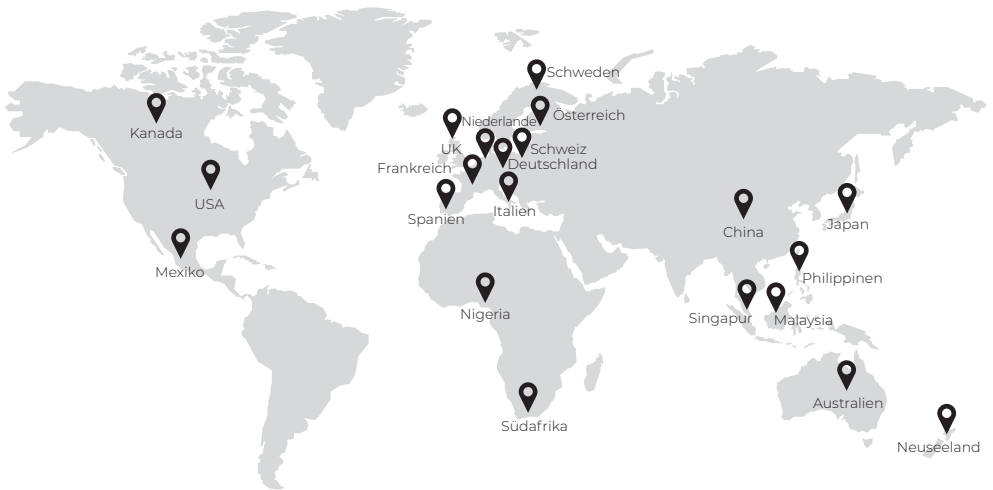 Schweden
Kanada
Niederlande
Österreich
UK
Schweiz
Frankreich
Deutschland
USA
Spanien
Italien
China
Japan
Mexiko
Philippinen
Nigeria
Singapur
Malaysia
Australien
Südafrika
Neuseeland